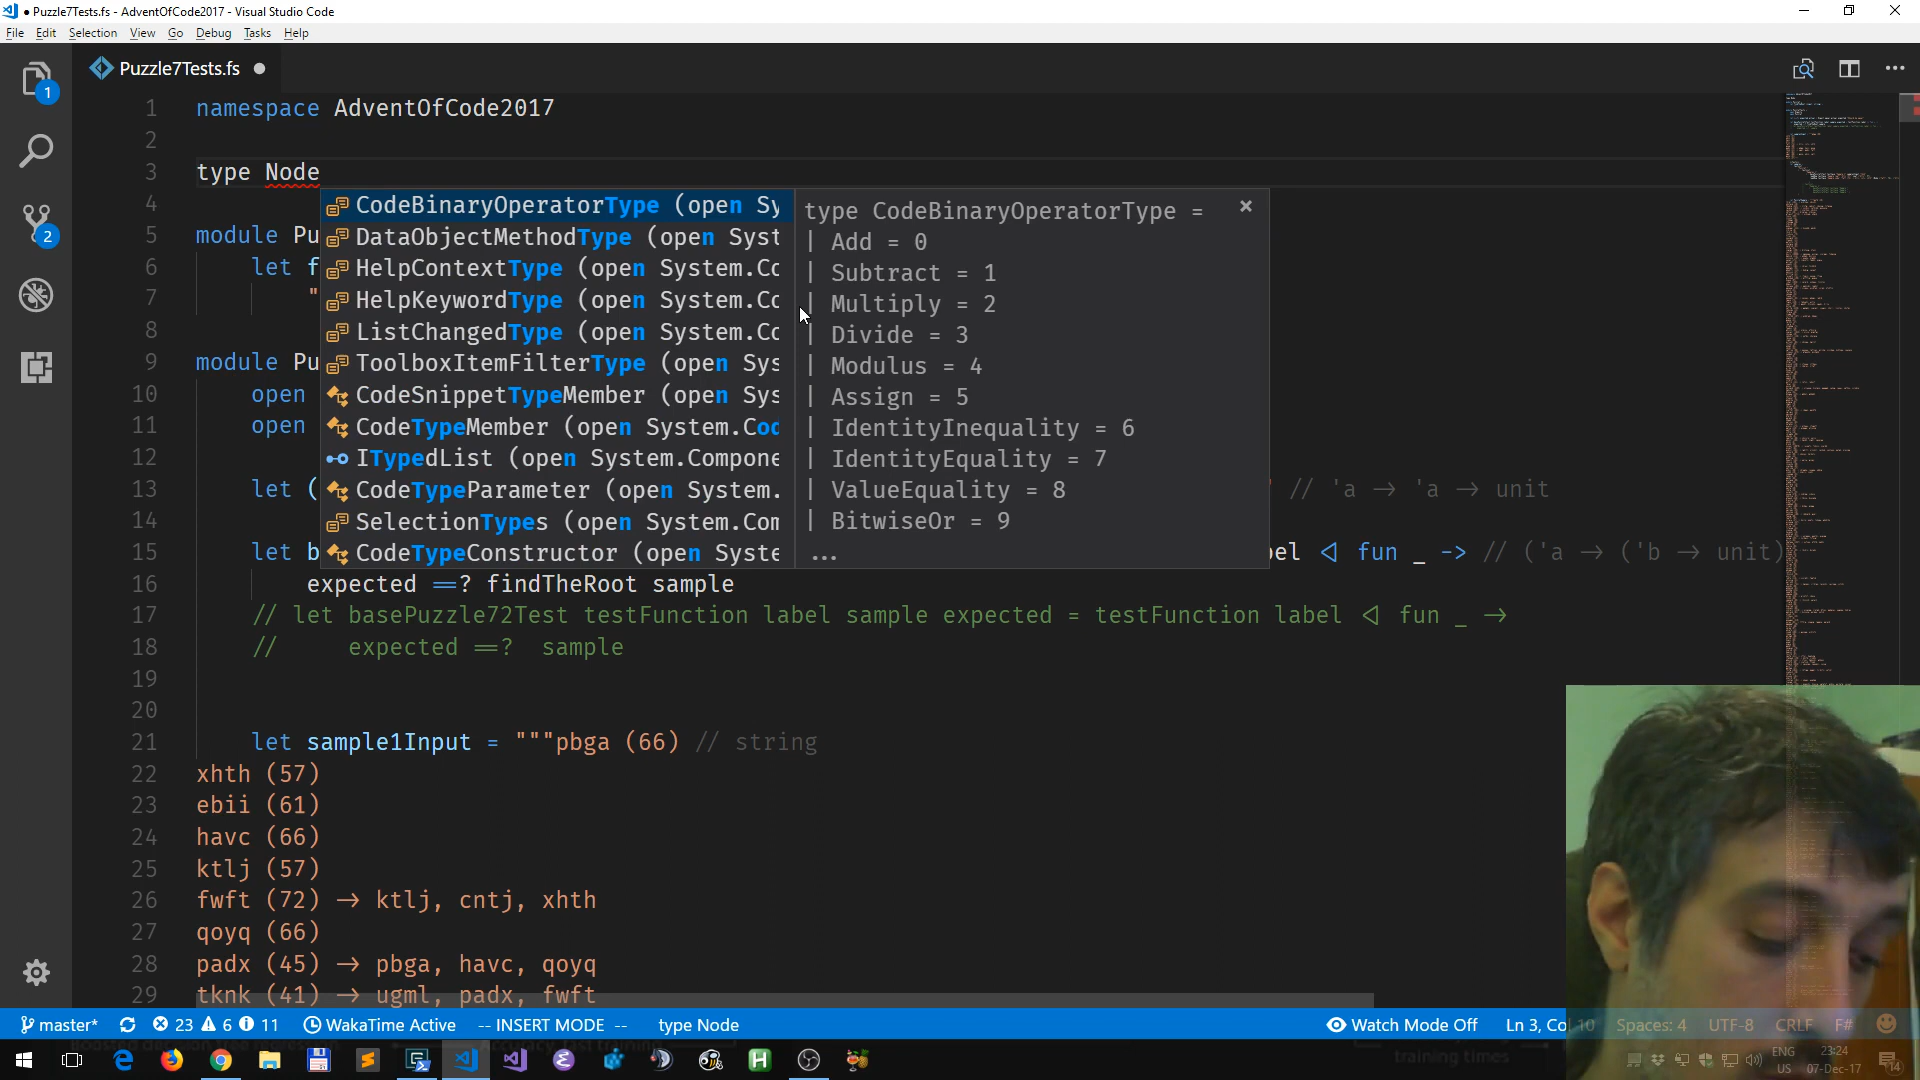 ● Puzzle7Tests.fs - AdventOfCode2017 - Visual Studio Code
File Edit Selection View Go Debug Tasks Help
1
Puzzle7Tests.fs ●
1 namespace AdventOfCode2017
2
3 type Node
4
5 module Pu
6 let f
7 "
8
9 module Pu
10 open
11 open
12
13 let ( // 'a → 'a → unit
14
15 let b bel ◁ fun _ -> // ('a → ('b → unit)
16 expected ==? findTheRoot sample
17 // let basePuzzle72Test testFunction label sample expected = testFunction label ◁ fun _ →
18 // expected ==? sample
19
20
21 let sample1Input = """pbga (66) // string
22 xhth (57)
23 ebii (61)
24 havc (66)
25 ktlj (57)
26 fwft (72) → ktlj, cntj, xhth
27 qoyq (66)
28 padx (45) → pbga, havc, qoyq
29 tknk (41) → ugml, padx, fwft
CodeBinaryOperatorType (open Sy
DataObjectMethodType (open Syst
HelpContextType (open System.Co
HelpKeywordType (open System.Co
ListChangedType (open System.Co
ToolboxItemFilterType (open Sys
CodeSnippetTypeMember (open Sys
CodeTypeMember (open System.Cod
ITypedList (open System.Compone
CodeTypeParameter (open System.
SelectionTypes (open System.Com
CodeTypeConstructor (open Syste
type CodeBinaryOperatorType =
| Add = 0
| Subtract = 1
| Multiply = 2
| Divide = 3
| Modulus = 4
| Assign = 5
| IdentityInequality = 6
| IdentityEquality = 7
| ValueEquality = 8
| BitwiseOr = 9
...
2
master* 23 6 11 WakaTime Active -- INSERT MODE -- type Node Watch Mode Off Ln 3, Col 10 Spaces: 4 UTF-8 CRLF F#
training times
ENG
US
23:24
07-Dec-17
14